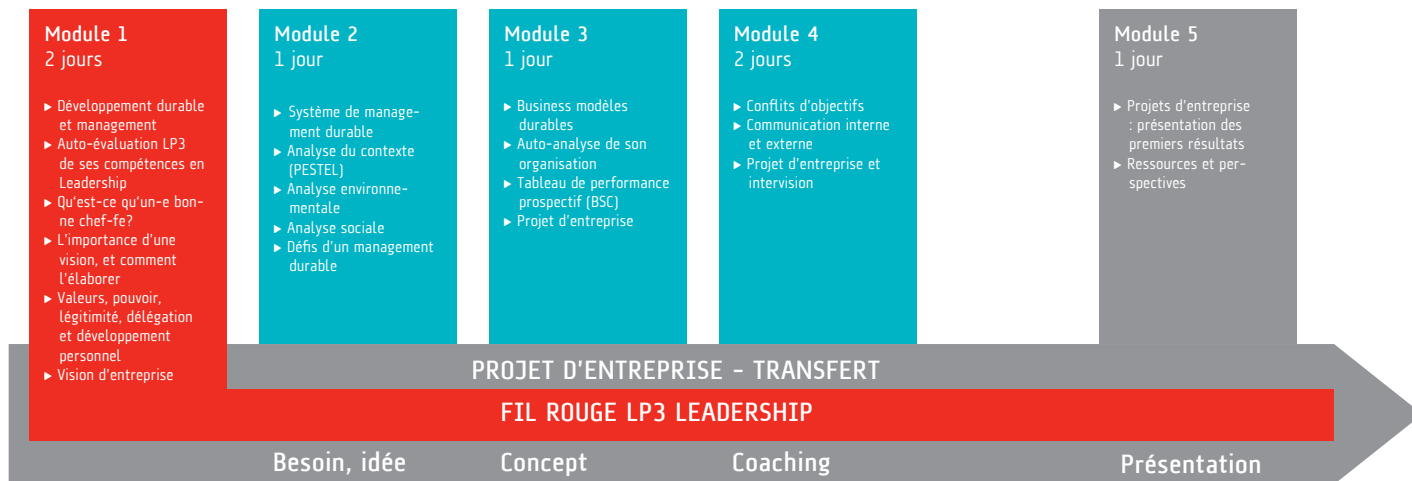 Module 1
2 jours
▸ Développement durable
et management
▸ Auto-évaluation LP3
de ses compétences en
Leadership
▸ Qu'est-ce qu'un-e bon-
ne chef-fe?
▸ L'importance d'une
vision, et comment
l'élaborer
▸ Valeurs, pouvoir,
légitimité, délégation
et développement
personnel
▸ Vision d'entreprise
Module 2
1 jour
▸ Système de manage-
ment durable
▸ Analyse du contexte
(PESTEL)
▸ Analyse environne-
mentale
▸ Analyse sociale
▸ Défis d'un management
durable
Module 3
1 jour
▸ Business modèles
durables
▸ Auto-analyse de son
organisation
▸ Tableau de performance
prospectif (BSC)
▸ Projet d'entreprise
Module 4
2 jours
▸ Conflits d'objectifs
▸ Communication interne
et externe
▸ Projet d'entreprise et
intervision
Module 5
1 jour
▸ Projets d'entreprise
: présentation des
premiers résultats
▸ Ressources et per-
spectives
PROJET D'ENTREPRISE - TRANSFERT
FIL ROUGE LP3 LEADERSHIP
Besoin, idée
Concept
Coaching
Présentation